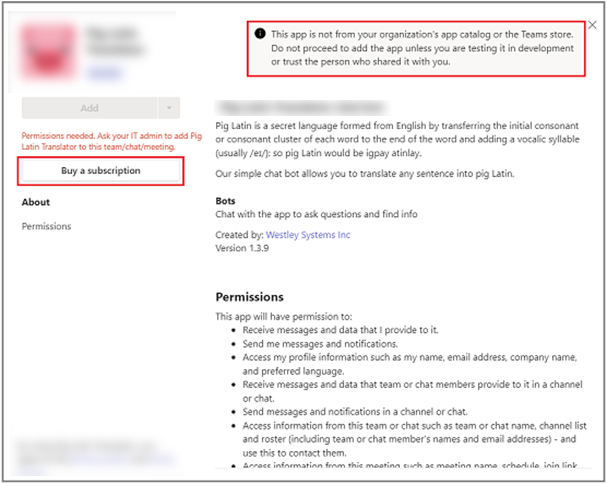 This app is not from your organization's app catalog or the Teams store.
Do not proceed to add the app unless you are testing it in development
or trust the person who shared it with you.
Add
Permissions needed. Ask your IT admin to add Pig
Latin Translator to this team/chat/meeting.
Buy a subscription
About
Permissions
Pig Latin is a secret language formed from English by transferring the initial consonant
or consonant cluster of each word to the end of the word and adding a vocalic syllable
(usually /eɪ/): so pig Latin would be igpay atinlay.
Our simple chat bot allows you to translate any sentence into pig Latin.
Bots
Chat with the app to ask questions and find info
Created by: Westley Systems Inc
Version 1.3.9
Permissions
This app will have permission to:
• Receive messages and data that I provide to it.
• Send me messages and notifications.
• Access my profile information such as my name, email address, company name,
and preferred language.
• Receive messages and data that team or chat members provide to it in a channel
or chat.
• Send messages and notifications in a channel or chat.
• Access information from this team or chat such as team or chat name, channel list
and roster (including team or chat member's names and email addresses) - and
use this to contact them.
• Access information from this meeting such as meeting name, schedule, join link,